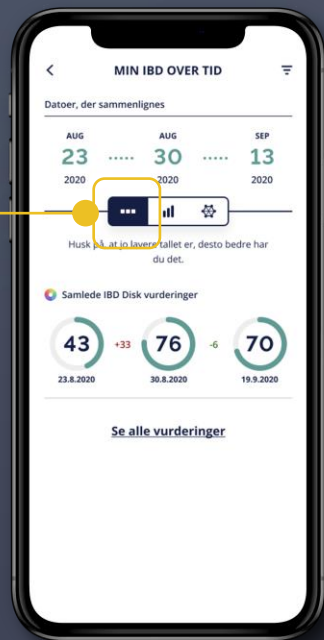 MIN IBD OVER TID
Datoer, der sammenlignes
AUG AUG SEP
23 ..... 30 ..... 13
2020 2020 2020
Husk på, at jo lavere tallet er, desto bedre har
du det.
Samlede IBD Disk vurderinger
43 +33 76 -6 70
23.8.2020 30.8.2020 19.9.2020
Se alle vurderinger